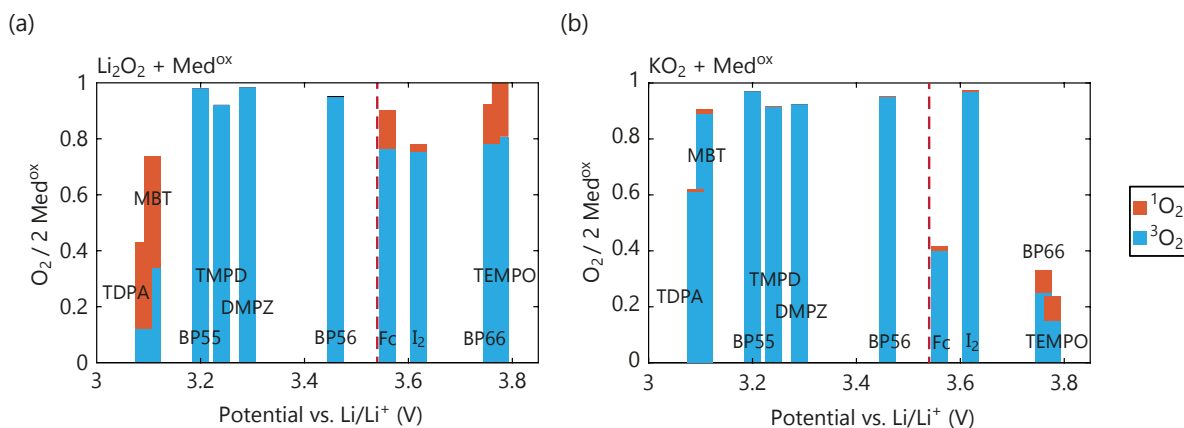 (a)
Li₂O₂ + Medᵒˣ
O₂ / 2 Medᵒˣ
1
0.8
0.6
0.4
0.2
0
MBT
TDPA
TMPD
DMPZ
TEMPO
BP55
BP56
Fc
I₂
BP66
3
3.2
3.4
3.6
3.8
Potential vs. Li/Li⁺ (V)
(b)
KO₂ + Medᵒˣ
O₂ / 2 Medᵒˣ
1
0.8
0.6
0.4
0.2
0
MBT
BP66
TDPA
TMPD
DMPZ
BP55
BP56
Fc
I₂
TEMPO
3
3.2
3.4
3.6
3.8
Potential vs. Li/Li⁺ (V)
¹O₂
³O₂